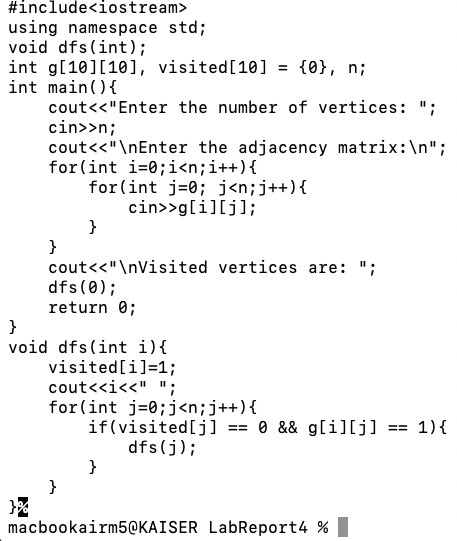 #include<iostream>
using namespace std;
void dfs(int);
int g[10][10], visited[10] = {0}, n;
int main(){
    cout<<"Enter the number of vertices: ";
    cin>>n;
    cout<<"\nEnter the adjacency matrix:\n";
    for(int i=0;i<n;i++){
        for(int j=0; j<n;j++){
            cin>>g[i][j];
        }
    }
    cout<<"\nVisited vertices are: ";
    dfs(0);
    return 0;
}
void dfs(int i){
    visited[i]=1;
    cout<<i<<" ";
    for(int j=0;j<n;j++){
        if(visited[j] == 0 && g[i][j] == 1){
            dfs(j);
        }
    }
}%
macbookairm5@KAISER LabReport4 %